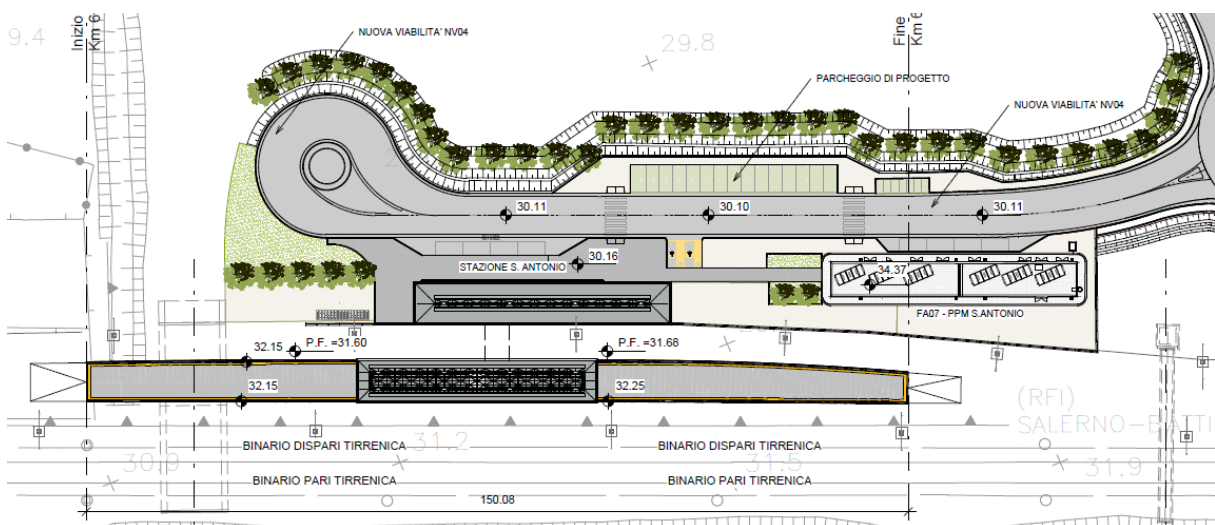 Inizio
Km 6
Fine
Km 6
9.4
NUOVA VIABILITA' NV04
29.8
PARCHEGGIO DI PROGETTO
NUOVA VIABILITA' NV04
30.11
30.10
30.11
30.16
STAZIONE S. ANTONIO
34.37
FA07 - PPM S.ANTONIO
P.F. =31.60
P.F. =31.68
32.15
32.15
32.25
(RFI)
SALERNO-BATTI
BINARIO DISPARI TIRRENICA
31.2
BINARIO DISPARI TIRRENICA
30.9
31.5
31.9
BINARIO PARI TIRRENICA
BINARIO PARI TIRRENICA
150.08